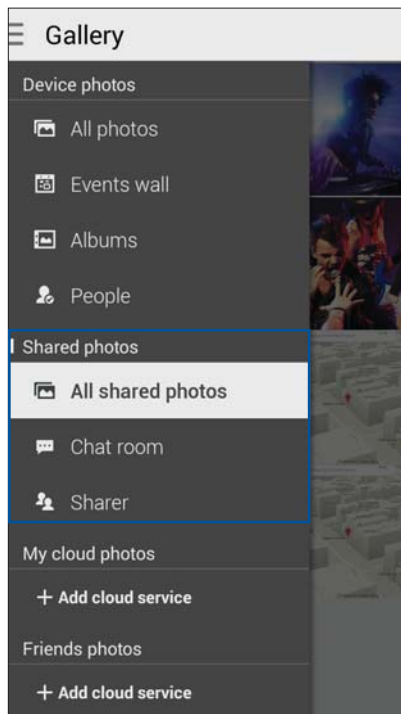 Gallery
Device photos
All photos
Events wall
Albums
People
Shared photos
All shared photos
Chat room
Sharer
My cloud photos
+ Add cloud service
Friends photos
+ Add cloud service